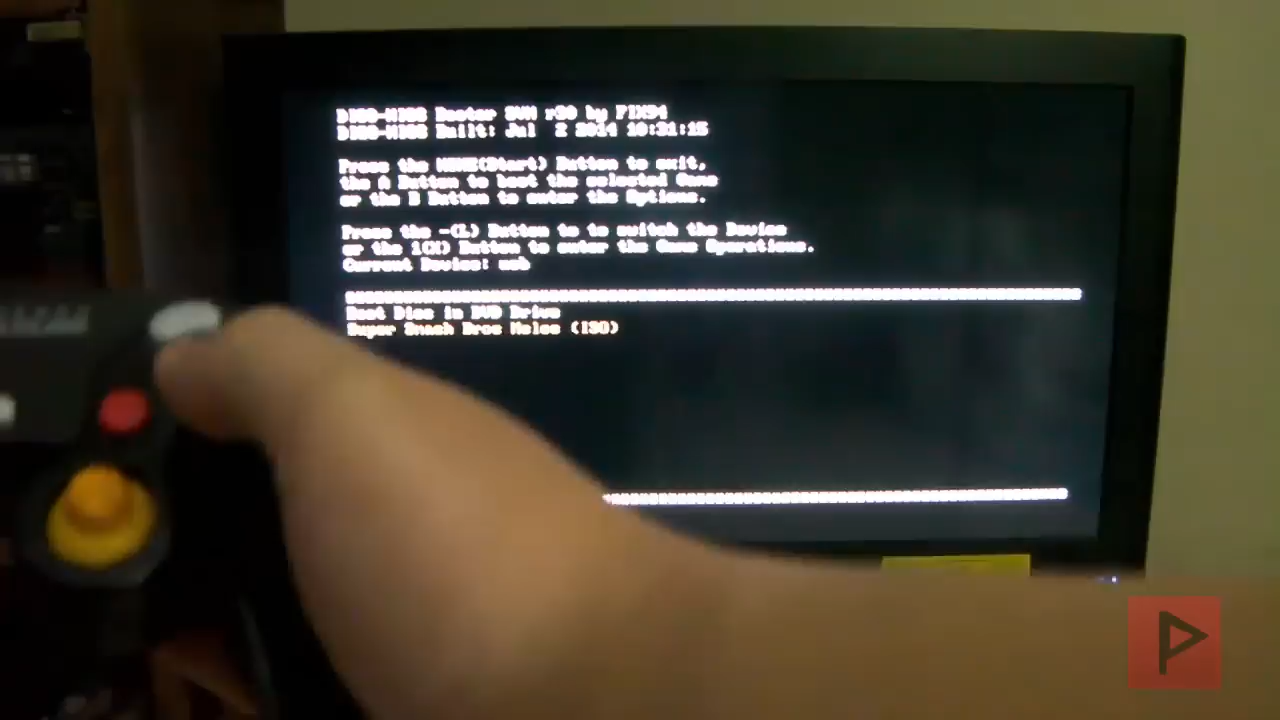 DIOS-MIOS Booter SVN r30 by FIX94
DIOS-MIOS Built: Jul 2 2014 10:31:15
Press the HOME(Start) Button to exit,
the A Button to boot the selected Game
or the B Button to enter the Options.
Press the -(L) Button to to switch the Device
or the 1(X) Button to enter the Game Operations.
Current Device: usb
Boot Disc in DVD Drive
Super Smash Bros Melee (ISO)